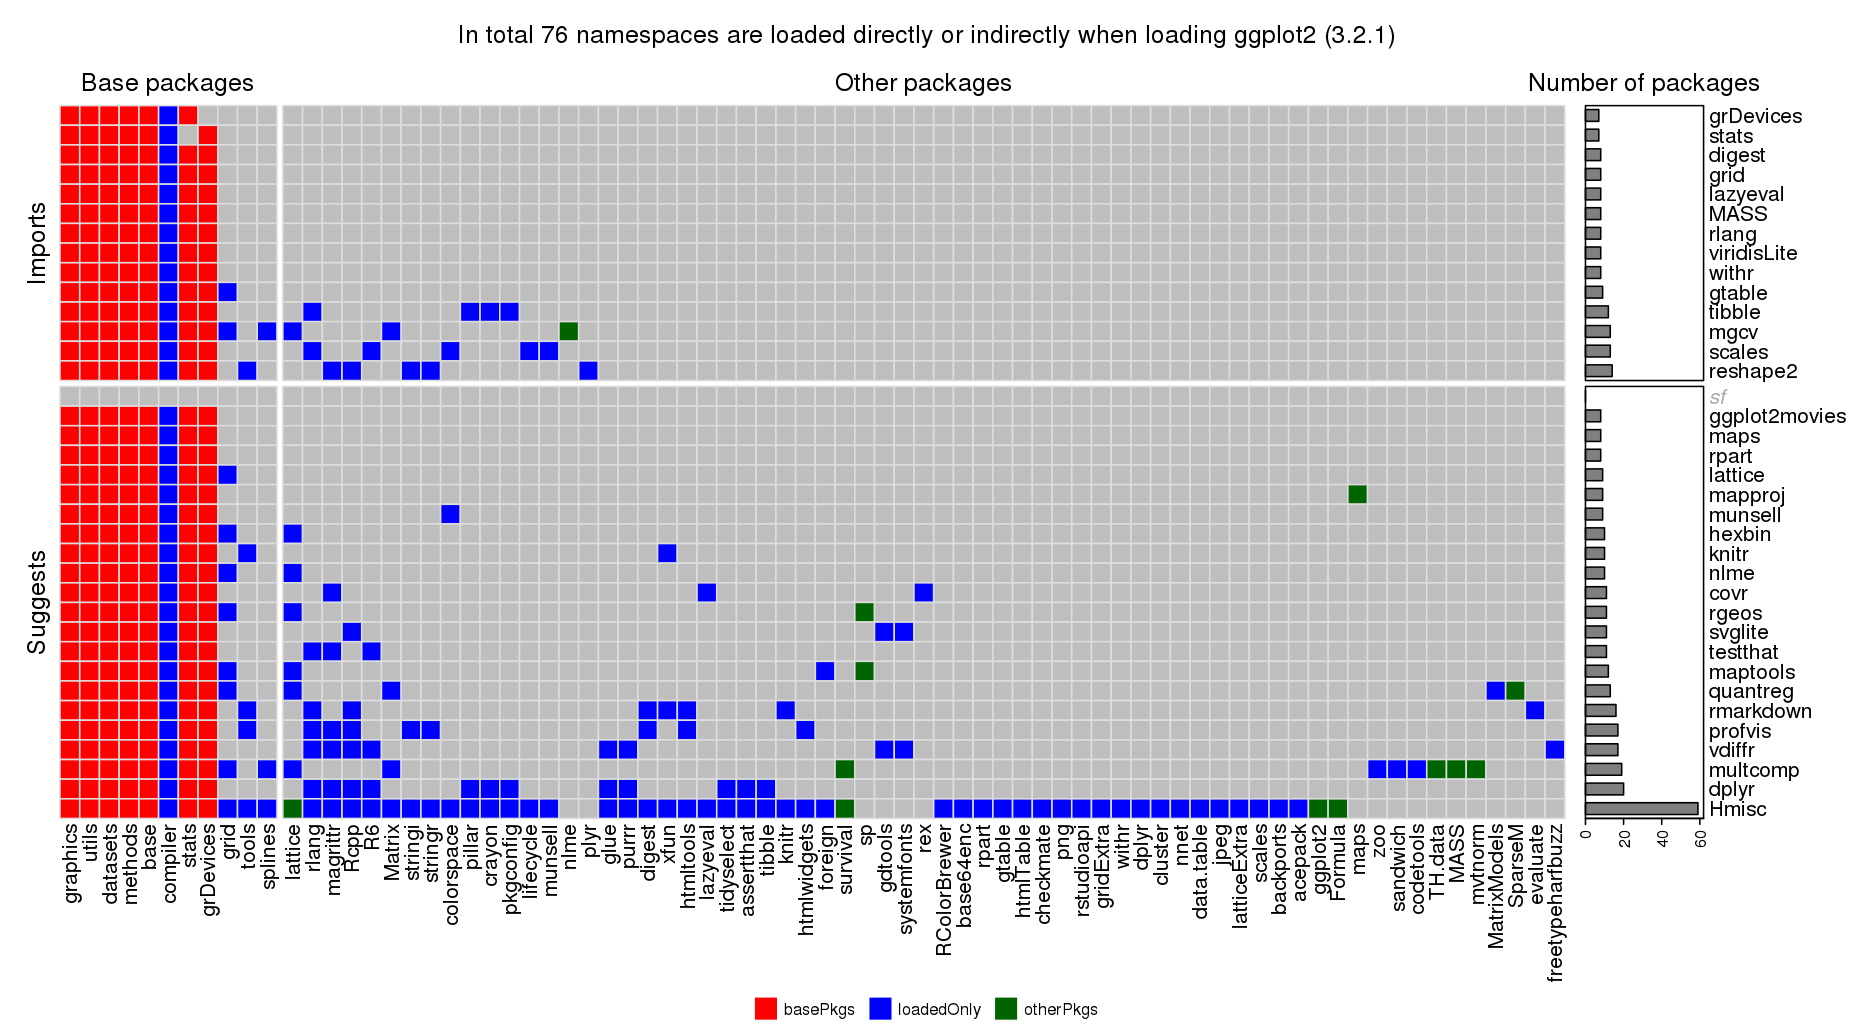 In total 76 namespaces are loaded directly or indirectly when loading ggplot2 (3.2.1)
Base packages
Other packages
Number of packages
Imports
grDevices
stats
digest
grid
lazyeval
MASS
rlang
viridisLite
withr
gtable
tibble
mgcv
scales
reshape2
Suggests
sf
ggplot2movies
maps
rpart
lattice
mapproj
munsell
hexbin
knitr
nlme
covr
rgeos
svglite
testthat
maptools
quantreg
rmarkdown
profvis
vdiffr
multcomp
dplyr
Hmisc
0
20
40
60
graphics
utils
datasets
methods
base
compiler
stats
grDevices
grid
tools
splines
lattice
rlang
magrittr
Rcpp
R6
Matrix
stringi
stringr
colorspace
pillar
crayon
pkgconfig
lifecycle
munsell
nlme
plyr
glue
purrr
digest
xfun
htmltools
lazyeval
tidyselect
assertthat
tibble
knitr
htmlwidgets
foreign
survival
sp
gdtools
systemfonts
rex
RColorBrewer
base64enc
rpart
gtable
htmlTable
checkmate
png
rstudioapi
gridExtra
withr
dplyr
cluster
nnet
data.table
jpeg
latticeExtra
scales
backports
acepack
ggplot2
Formula
maps
zoo
sandwich
codetools
TH.data
MASS
mvtnorm
MatrixModels
SparseM
evaluate
freetypeharfbuzz
basePkgs
loadedOnly
otherPkgs